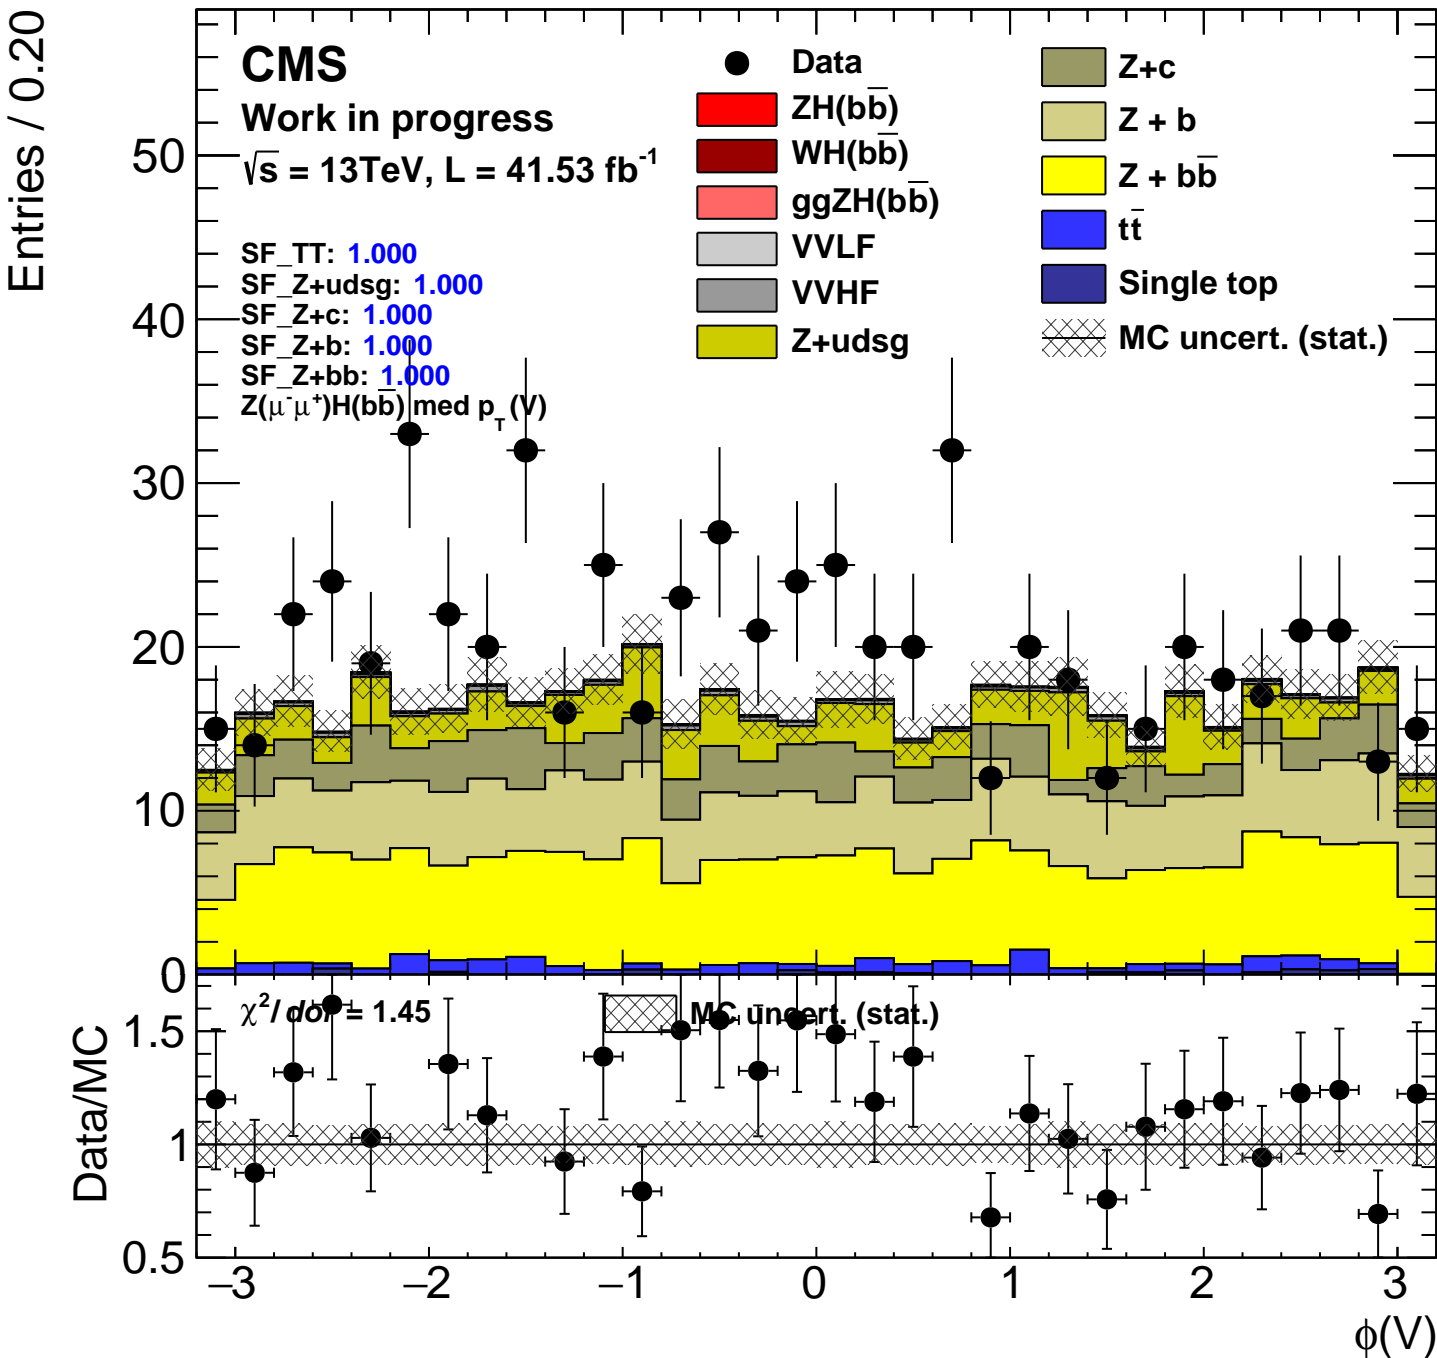 Entries / 0.20
CMS
Work in progress
√s = 13TeV, L = 41.53 fb⁻¹
SF_TT: 1.000
SF_Z+udsg: 1.000
SF_Z+c: 1.000
SF_Z+b: 1.000
SF_Z+bb: 1.000
Z(μ⁻μ⁺)H(bb̅) med p_T(V)
Data
ZH(bb̅)
WH(bb̅)
ggZH(bb̅)
VVLF
VVHF
Z+udsg
Z+c
Z + b
Z + bb̅
tt̅
Single top
MC uncert. (stat.)
50
40
30
20
10
0
Data/MC
χ²/dof = 1.45
MC uncert. (stat.)
1.5
1
0.5
−3 −2 −1 0 1 2 3
ϕ(V)